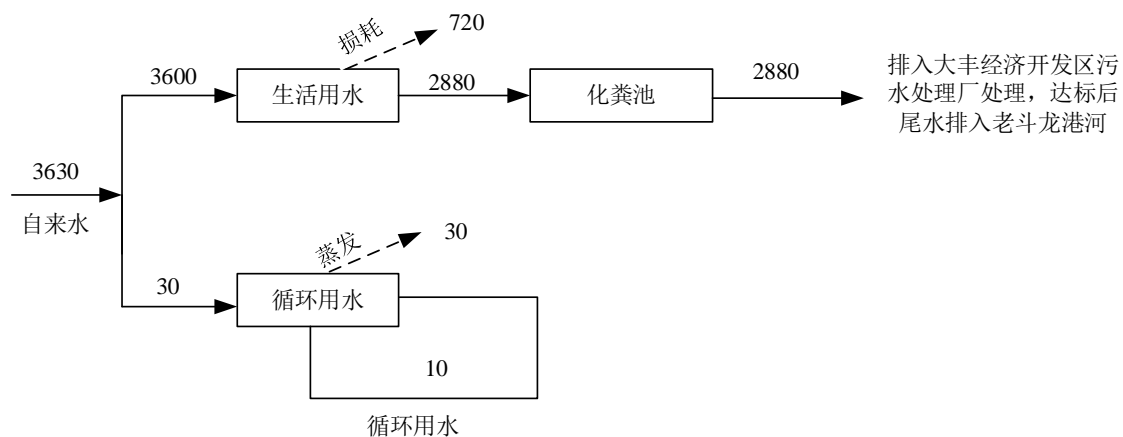 损耗
720
3600
生活用水
2880
化粪池
2880
排入大丰经济开发区污
水处理厂处理，达标后
尾水排入老斗龙港河
3630
自来水
蒸发
30
30
循环用水
10
循环用水